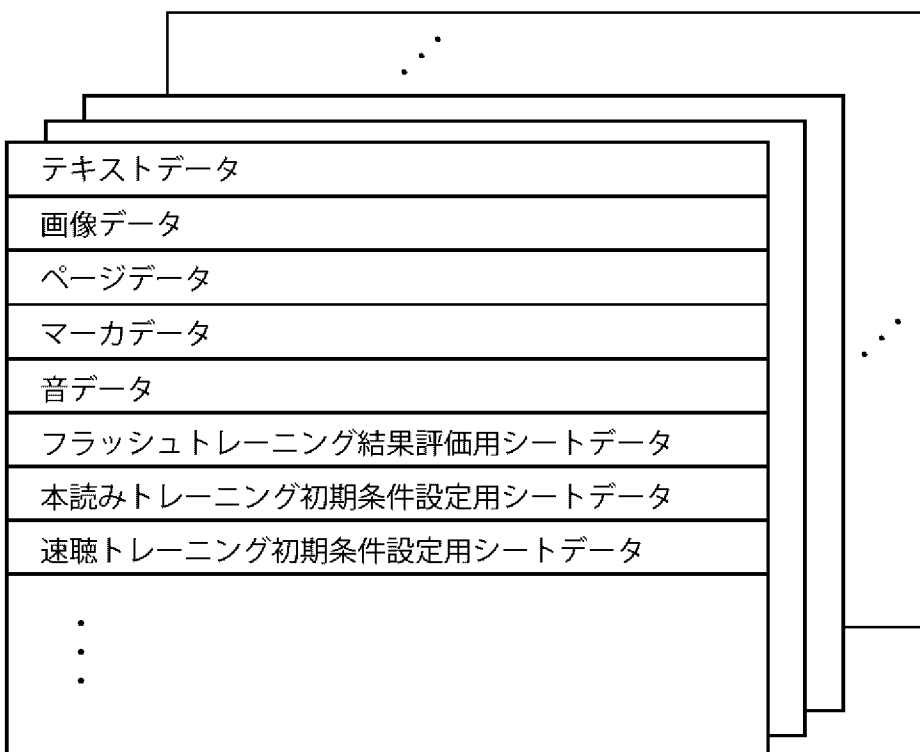 テキストデータ
画像データ
ページデータ
マーカデータ
音データ
フラッシュトレーニング結果評価用シートデータ
本読みトレーニング初期条件設定用シートデータ
速聴トレーニング初期条件設定用シートデータ